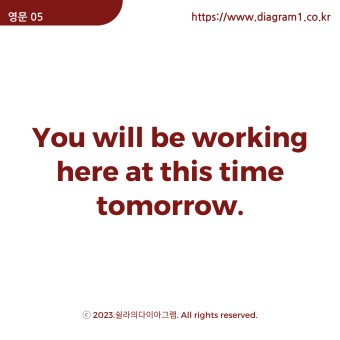 영문 05
https://www.diagram1.co.kr
You will be working
here at this time
tomorrow.
ⓒ 2023.쉴라의다이아그램. All rights reserved.